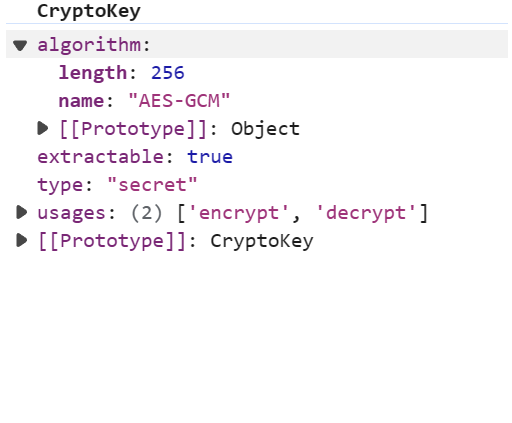 CryptoKey
algorithm:
length: 256
name: "AES-GCM"
[[Prototype]]: Object
extractable: true
type: "secret"
usages: (2) ['encrypt', 'decrypt']
[[Prototype]]: CryptoKey